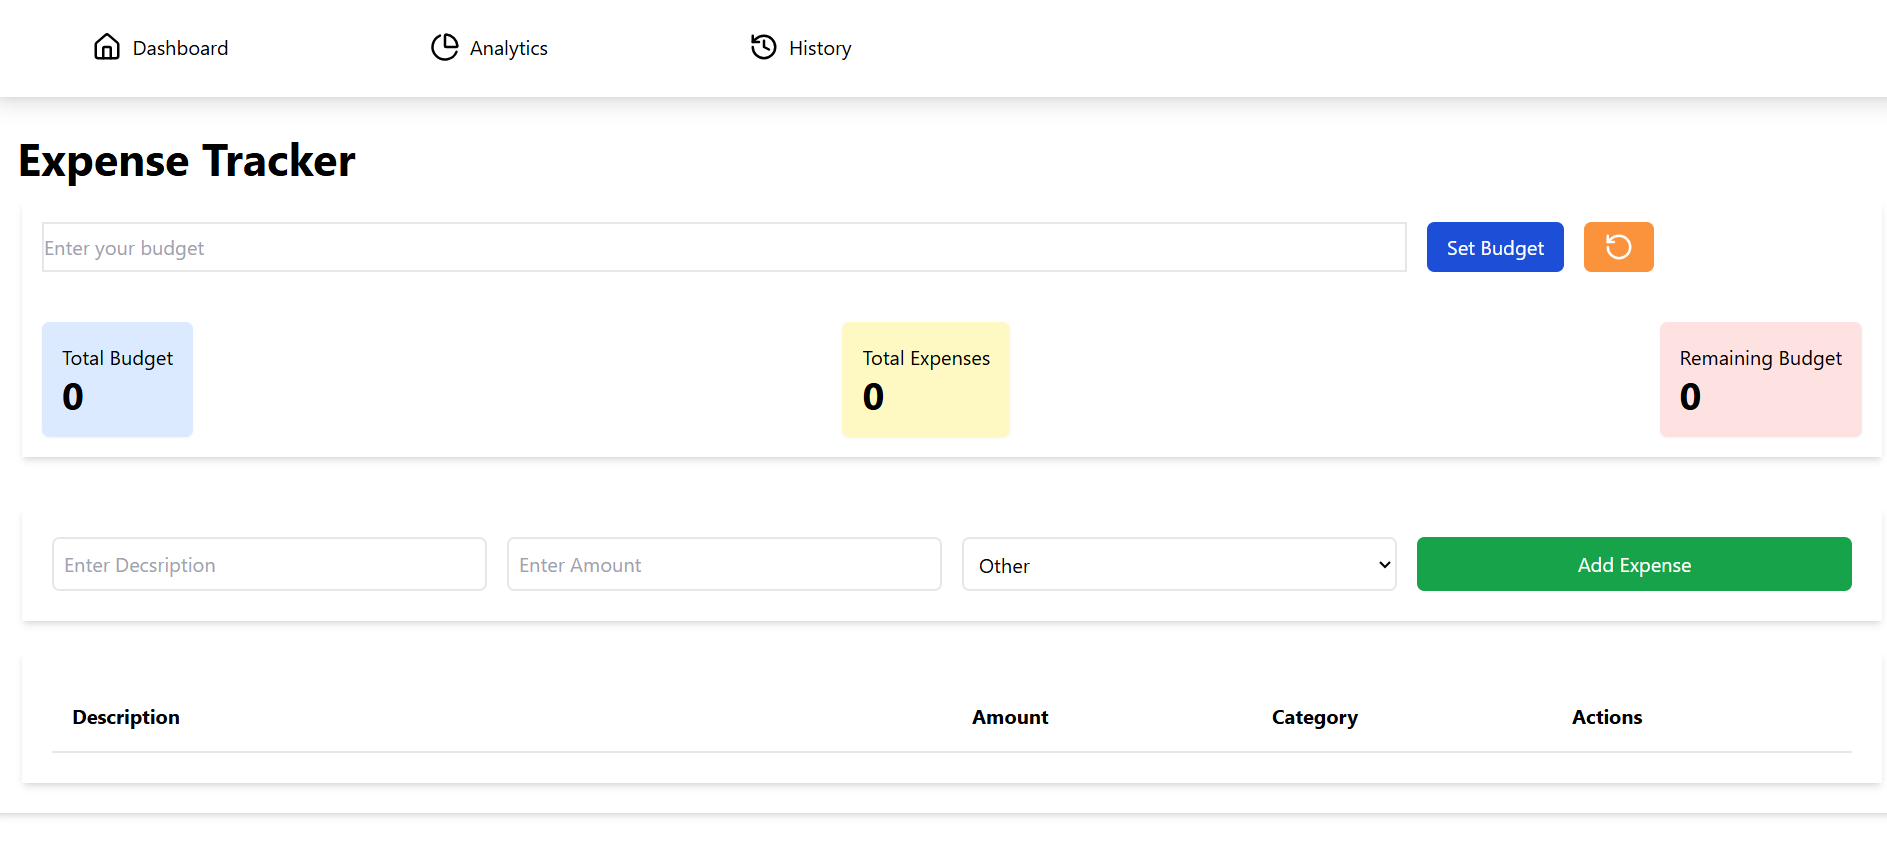 Dashboard Analytics History
Expense Tracker
Enter your budget Set Budget
Total Budget Total Expenses Remaining Budget
0 0 0
Enter Decsription Enter Amount Other Add Expense
Description Amount Category Actions